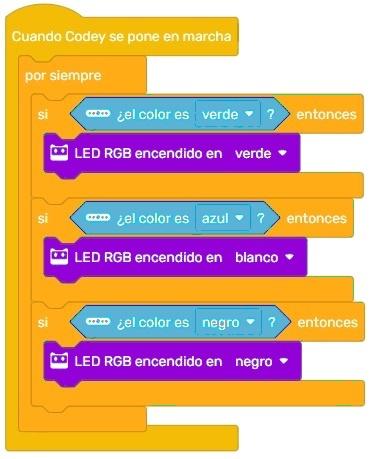 Cuando Codey se pone en marcha
por siempre
si ¿el color es verde ? entonces
LED RGB encendido en verde
si ¿el color es azul ? entonces
LED RGB encendido en blanco
si ¿el color es negro ? entonces
LED RGB encendido en negro